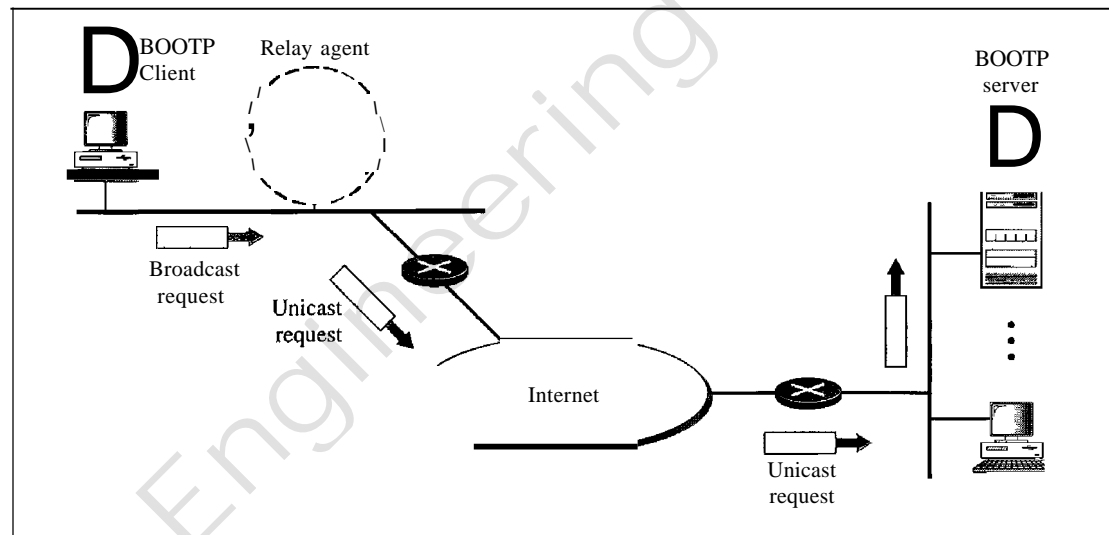 D BOOTP
Client
Relay agent
BOOTP
server
D
Broadcast
request
Unicast
request
Internet
Unicast
request
Engineering